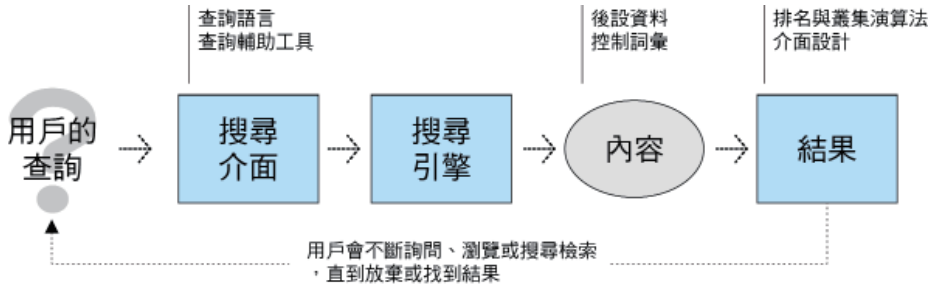 查詢語言
查詢輔助工具
後設資料
控制詞彙
排名與叢集演算法
介面設計
用戶的
查詢
搜尋
介面
搜尋
引擎
內容
結果
用戶會不斷詢問、瀏覽或搜尋檢索
，直到放棄或找到結果